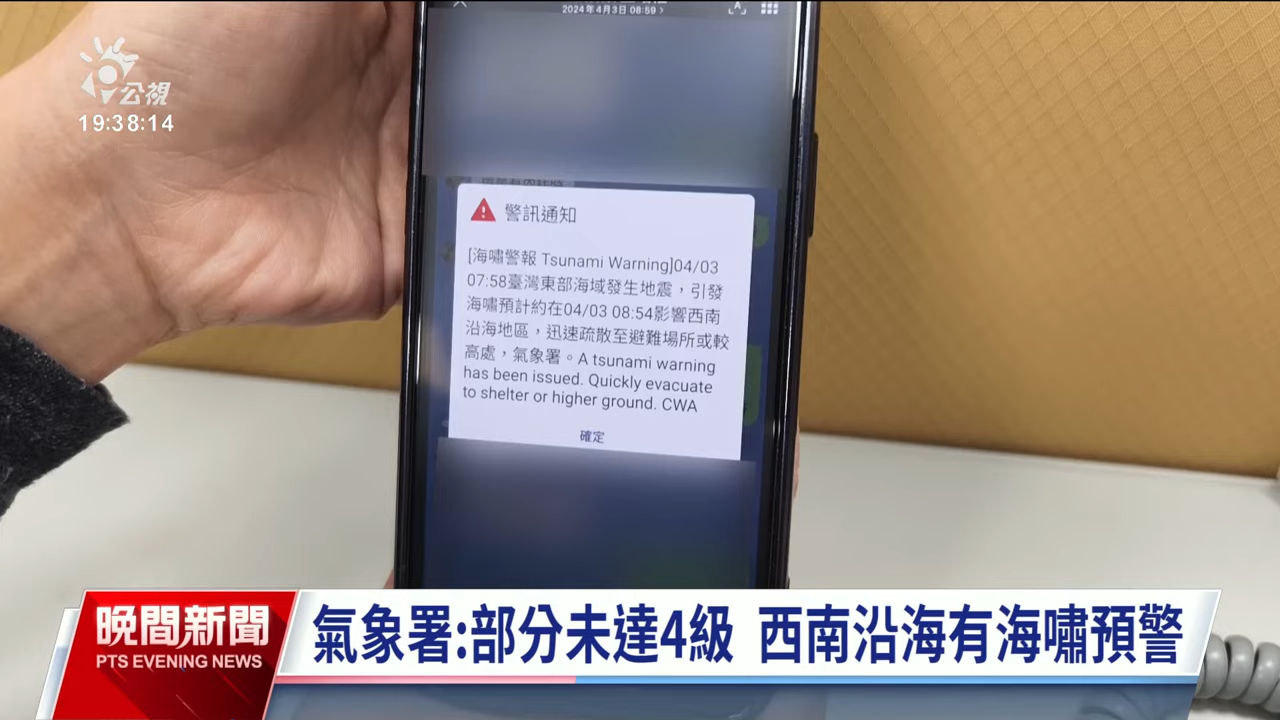 2024年4月3日 08:59
公視
19:38:14
警訊通知
[海嘯警報 Tsunami Warning]04/03
07:58臺灣東部海域發生地震，引發
海嘯預計約在04/03 08:54影響西南
沿海地區，迅速疏散至避難場所或較
高處，氣象署。A tsunami warning
has been issued. Quickly evacuate
to shelter or higher ground. CWA
確定
晚間新聞
PTS EVENING NEWS
氣象署:部分未達4級 西南沿海有海嘯預警